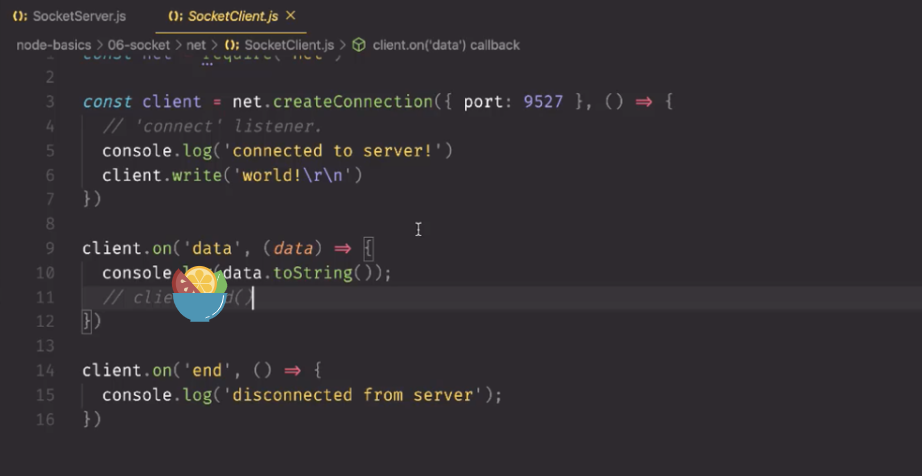 SocketServer.js SocketClient.js
node-basics > 06-socket > net > SocketClient.js > client.on('data') callback
1 const net = require('net')
2
3 const client = net.createConnection({ port: 9527 }, () => {
4 // 'connect' listener.
5 console.log('connected to server!')
6 client.write('world!\r\n')
7 })
8
9 client.on('data', (data) => {
10 console (data.toString());
11 // ()
12 })
13
14 client.on('end', () => {
15 console.log('disconnected from server');
16 })